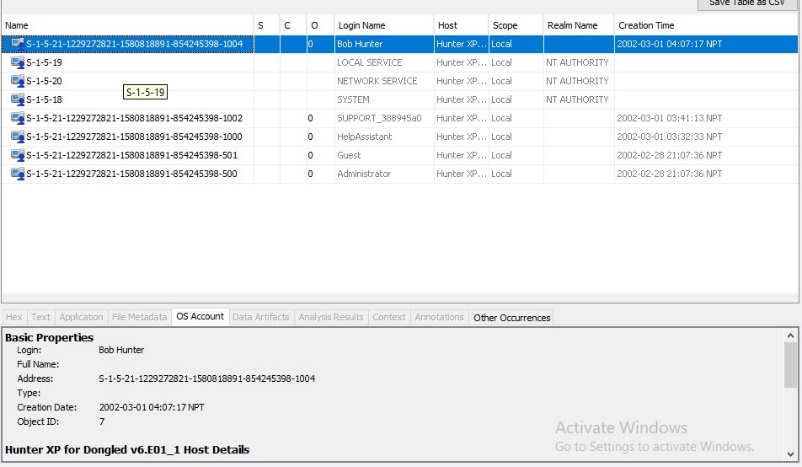 Save Table as CSV
Name S C O Login Name Host Scope Realm Name Creation Time
S-1-5-21-1229272821-1580818891-854245398-1004 0 Bob Hunter Hunter XP... Local 2002-03-01 04:07:17 NPT
S-1-5-19 LOCAL SERVICE Hunter XP... Local NT AUTHORITY
S-1-5-20 NETWORK SERVICE Hunter XP... Local NT AUTHORITY
S-1-5-19
S-1-5-18 SYSTEM Hunter XP... Local NT AUTHORITY
S-1-5-21-1229272821-1580818891-854245398-1002 0 SUPPORT_388945a0 Hunter XP... Local 2002-03-01 03:41:13 NPT
S-1-5-21-1229272821-1580818891-854245398-1000 0 HelpAssistant Hunter XP... Local 2002-03-01 03:32:33 NPT
S-1-5-21-1229272821-1580818891-854245398-501 0 Guest Hunter XP... Local 2002-02-28 21:07:36 NPT
S-1-5-21-1229272821-1580818891-854245398-500 0 Administrator Hunter XP... Local 2002-02-28 21:07:36 NPT
Hex Text Application File Metadata OS Account Data Artifacts Analysis Results Context Annotations Other Occurrences
Basic Properties
Login: Bob Hunter
Full Name:
Address: S-1-5-21-1229272821-1580818891-854245398-1004
Type:
Creation Date: 2002-03-01 04:07:17 NPT
Object ID: 7
Activate Windows
Go to Settings to activate Windows.
Hunter XP for Dongled v6.E01_1 Host Details